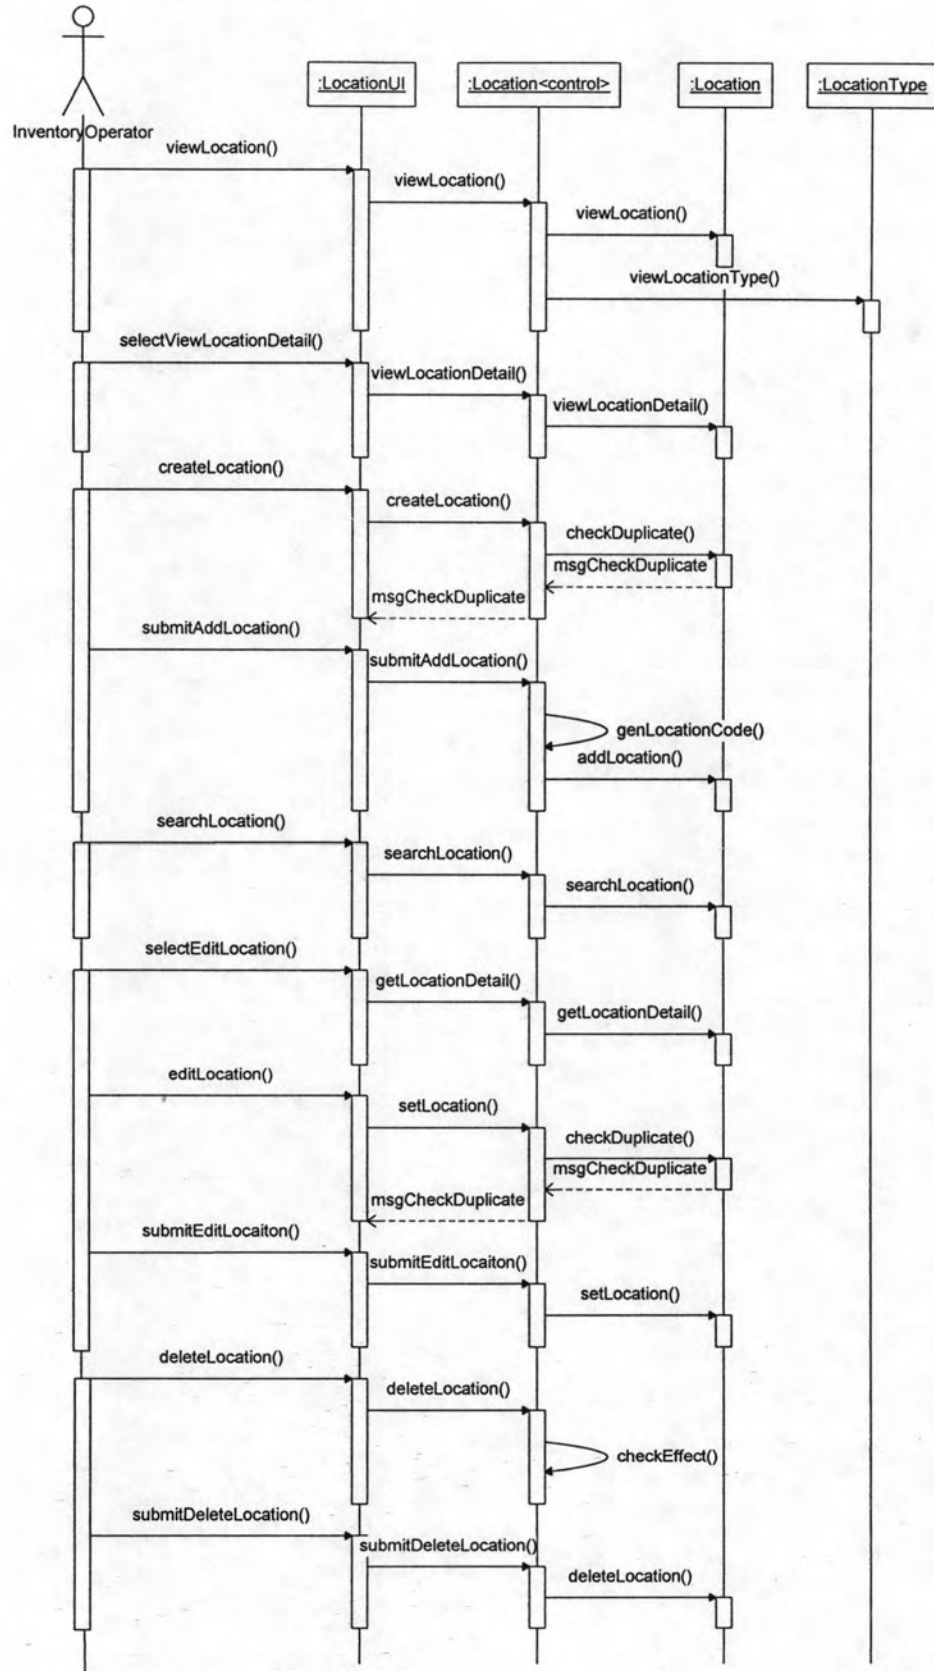 :LocationUI
:Location<control>
:Location
:LocationType
InventoryOperator
viewLocation()
viewLocation()
viewLocation()
viewLocationType()
selectViewLocationDetail()
viewLocationDetail()
viewLocationDetail()
createLocation()
createLocation()
checkDuplicate()
msgCheckDuplicate
msgCheckDuplicate
submitAddLocation()
submitAddLocation()
genLocationCode()
addLocation()
searchLocation()
searchLocation()
searchLocation()
selectEditLocation()
getLocationDetail()
getLocationDetail()
editLocation()
setLocation()
checkDuplicate()
msgCheckDuplicate
msgCheckDuplicate
submitEditLocaiton()
submitEditLocaiton()
setLocation()
deleteLocation()
deleteLocation()
checkEffect()
submitDeleteLocation()
submitDeleteLocation()
deleteLocation()